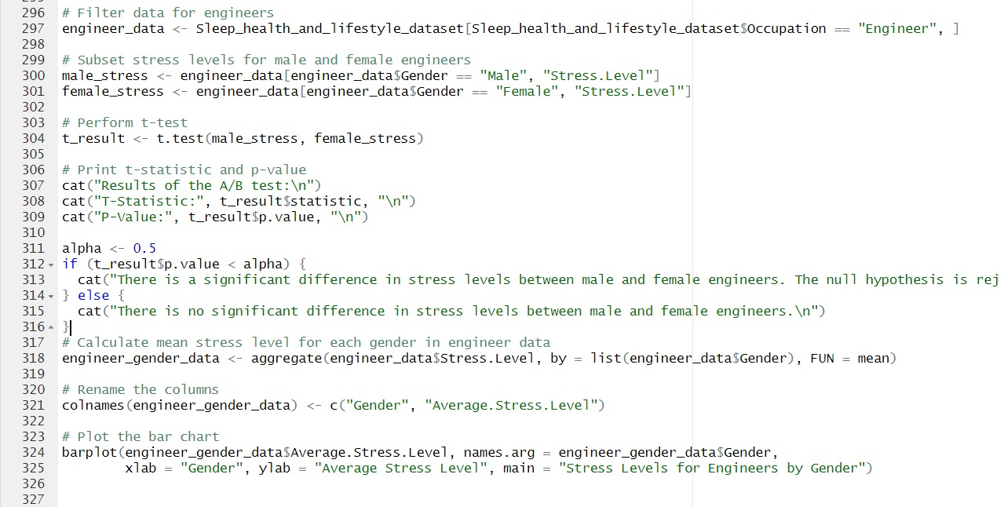 296 # Filter data for engineers
297 engineer_data <- Sleep_health_and_lifestyle_dataset[Sleep_health_and_lifestyle_dataset$Occupation == "Engineer", ]
298
299 # Subset stress levels for male and female engineers
300 male_stress <- engineer_data[engineer_data$Gender == "Male", "Stress.Level"]
301 female_stress <- engineer_data[engineer_data$Gender == "Female", "Stress.Level"]
302
303 # Perform t-test
304 t_result <- t.test(male_stress, female_stress)
305
306 # Print t-statistic and p-value
307 cat("Results of the A/B test:\n")
308 cat("T-Statistic:", t_result$statistic, "\n")
309 cat("P-Value:", t_result$p.value, "\n")
310
311 alpha <- 0.5
312 if (t_result$p.value < alpha) {
313   cat("There is a significant difference in stress levels between male and female engineers. The null hypothesis is rej
314 } else {
315   cat("There is no significant difference in stress levels between male and female engineers.\n")
316 }
317 # Calculate mean stress level for each gender in engineer data
318 engineer_gender_data <- aggregate(engineer_data$Stress.Level, by = list(engineer_data$Gender), FUN = mean)
319
320 # Rename the columns
321 colnames(engineer_gender_data) <- c("Gender", "Average.Stress.Level")
322
323 # Plot the bar chart
324 barplot(engineer_gender_data$Average.Stress.Level, names.arg = engineer_gender_data$Gender,
325         xlab = "Gender", ylab = "Average Stress Level", main = "Stress Levels for Engineers by Gender")
326
327